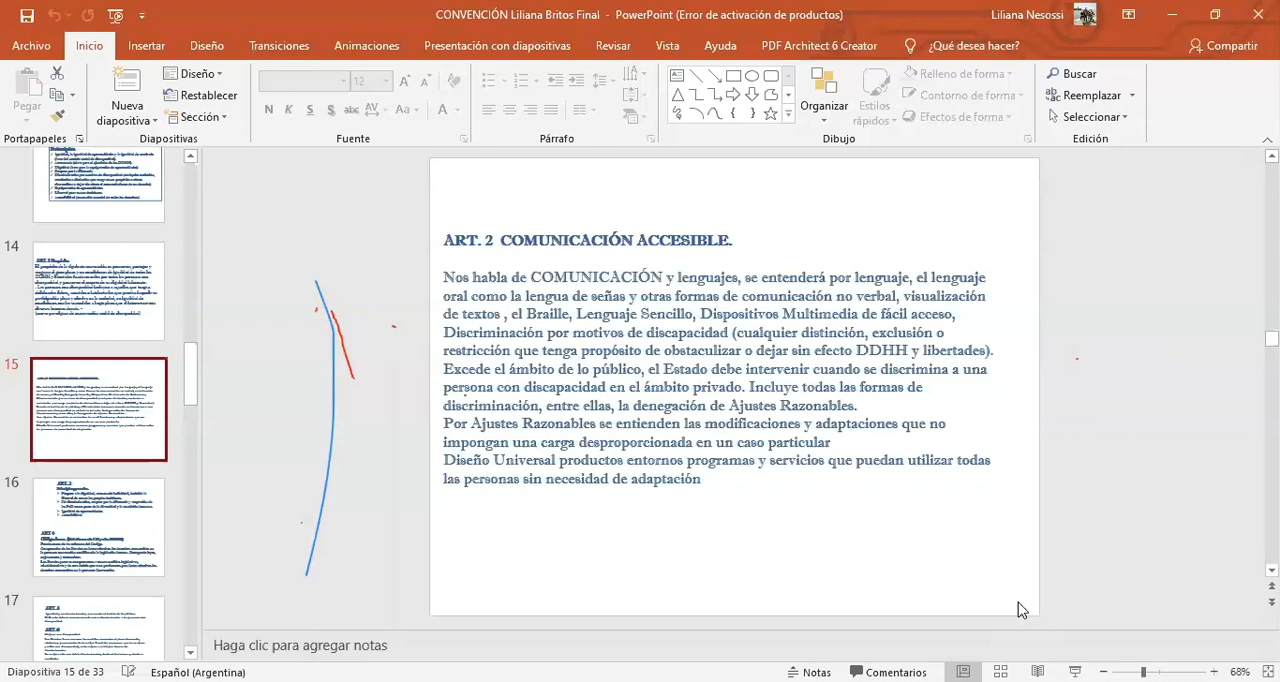 CONVENCIÓN Liliana Britos Final - PowerPoint (Error de activación de productos)
Liliana Nesossi
Archivo Inicio Insertar Diseño Transiciones Animaciones Presentación con diapositivas Revisar Vista Ayuda PDF Architect 6 Creator ¿Qué desea hacer? Compartir
Pegar
Nueva diapositiva
Diseño
Restablecer
Sección
12
N K S S abc AV Aa A
Organizar
Estilos rápidos
Relleno de forma
Contorno de forma
Efectos de forma
Buscar
Reemplazar
Seleccionar
Portapapeles Diapositivas Fuente Párrafo Dibujo Edición
14
15
16
17
ART. 2 COMUNICACIÓN ACCESIBLE.
Nos habla de COMUNICACIÓN y lenguajes, se entenderá por lenguaje, el lenguaje
oral como la lengua de señas y otras formas de comunicación no verbal, visualización
de textos , el Braille, Lenguaje Sencillo, Dispositivos Multimedia de fácil acceso,
Discriminación por motivos de discapacidad (cualquier distinción, exclusión o
restricción que tenga propósito de obstaculizar o dejar sin efecto DDHH y libertades).
Excede el ámbito de lo público, el Estado debe intervenir cuando se discrimina a una
persona con discapacidad en el ámbito privado. Incluye todas las formas de
discriminación, entre ellas, la denegación de Ajustes Razonables.
Por Ajustes Razonables se entienden las modificaciones y adaptaciones que no
impongan una carga desproporcionada en un caso particular
Diseño Universal productos entornos programas y servicios que puedan utilizar todas
las personas sin necesidad de adaptación
Haga clic para agregar notas
Diapositiva 15 de 33 Español (Argentina) Notas Comentarios 68%